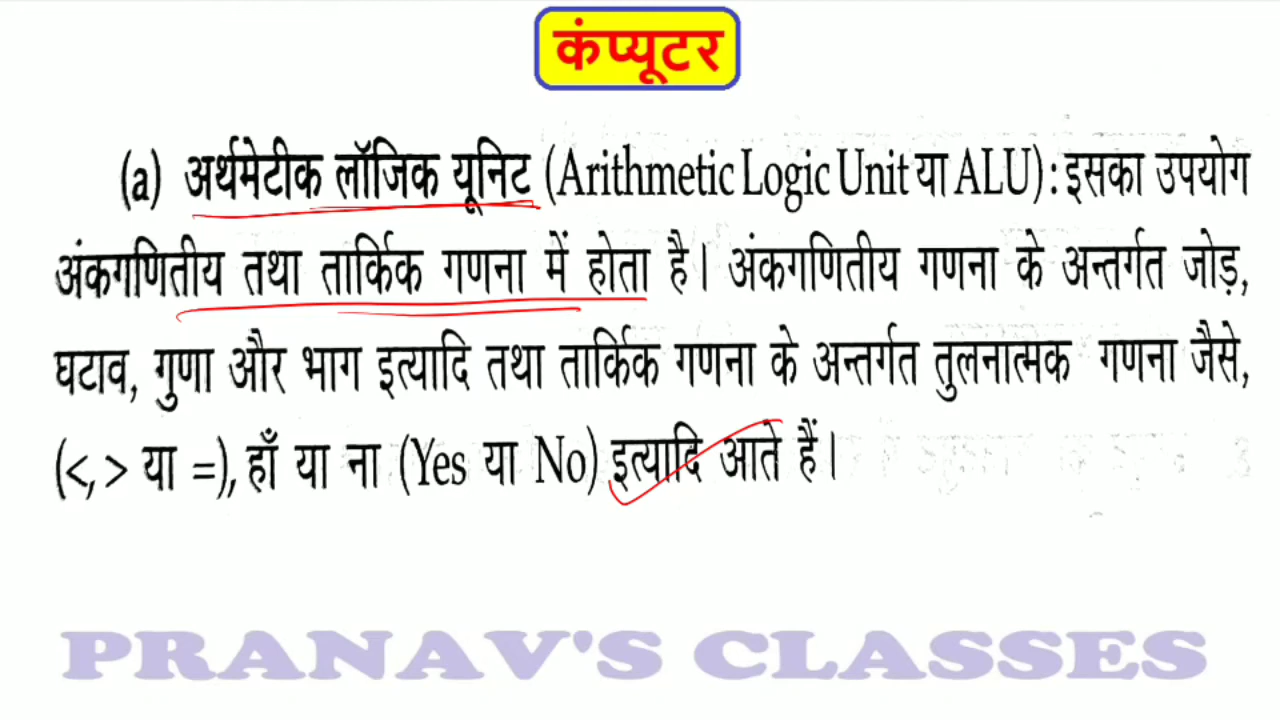 कंप्यूटर
(a) अर्थमेटीक लॉजिक यूनिट (Arithmetic Logic Unit या ALU) : इसका उपयोग
अंकगणितीय तथा तार्किक गणना में होता है। अंकगणितीय गणना के अन्तर्गत जोड़,
घटाव, गुणा और भाग इत्यादि तथा तार्किक गणना के अन्तर्गत तुलनात्मक गणना जैसे,
(<, > या =), हाँ या ना (Yes या No) इत्यादि आते हैं।
PRANAV'S CLASSES